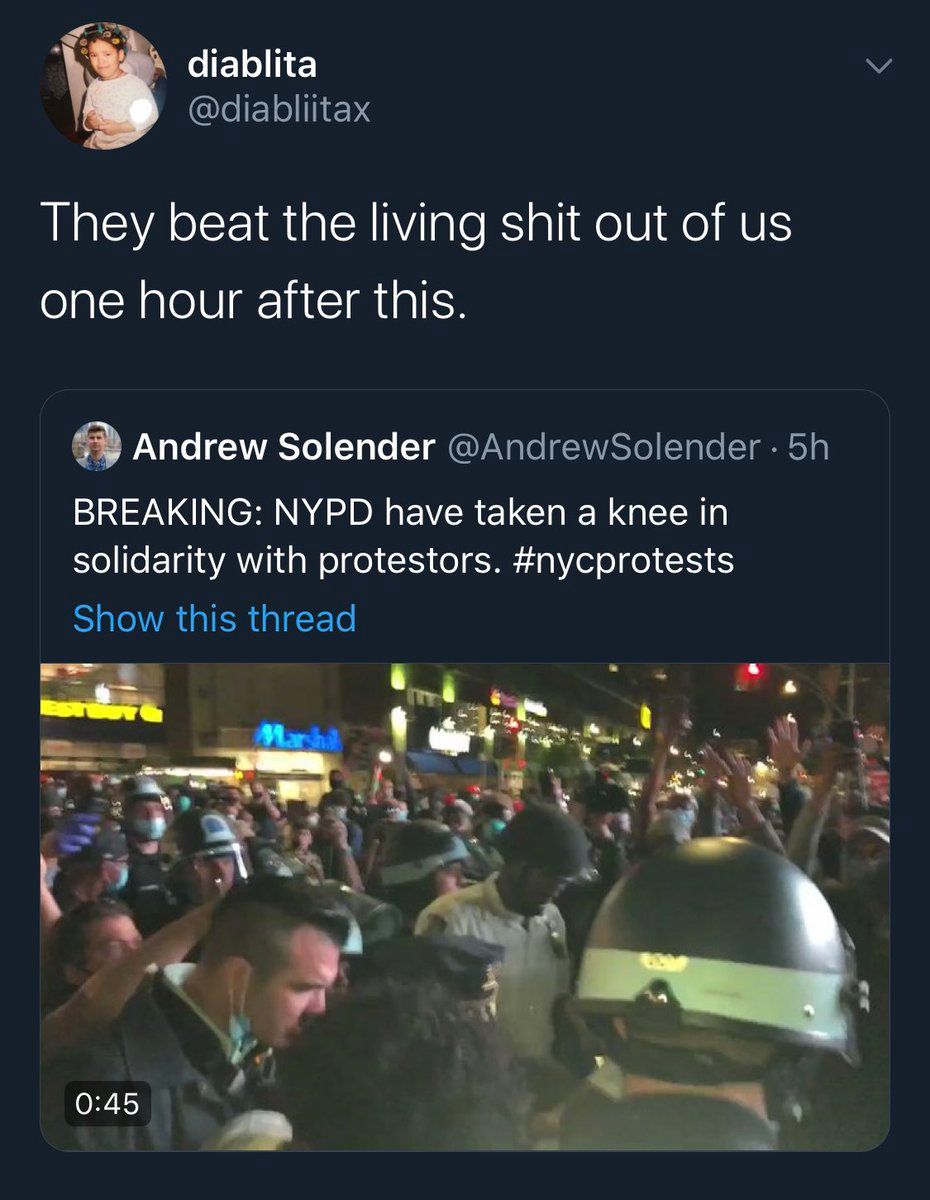 diablita
@diabliitax
They beat the living shit out of us
one hour after this.
Andrew Solender @AndrewSolender · 5h
BREAKING: NYPD have taken a knee in
solidarity with protestors. #nycprotests
Show this thread
0:45